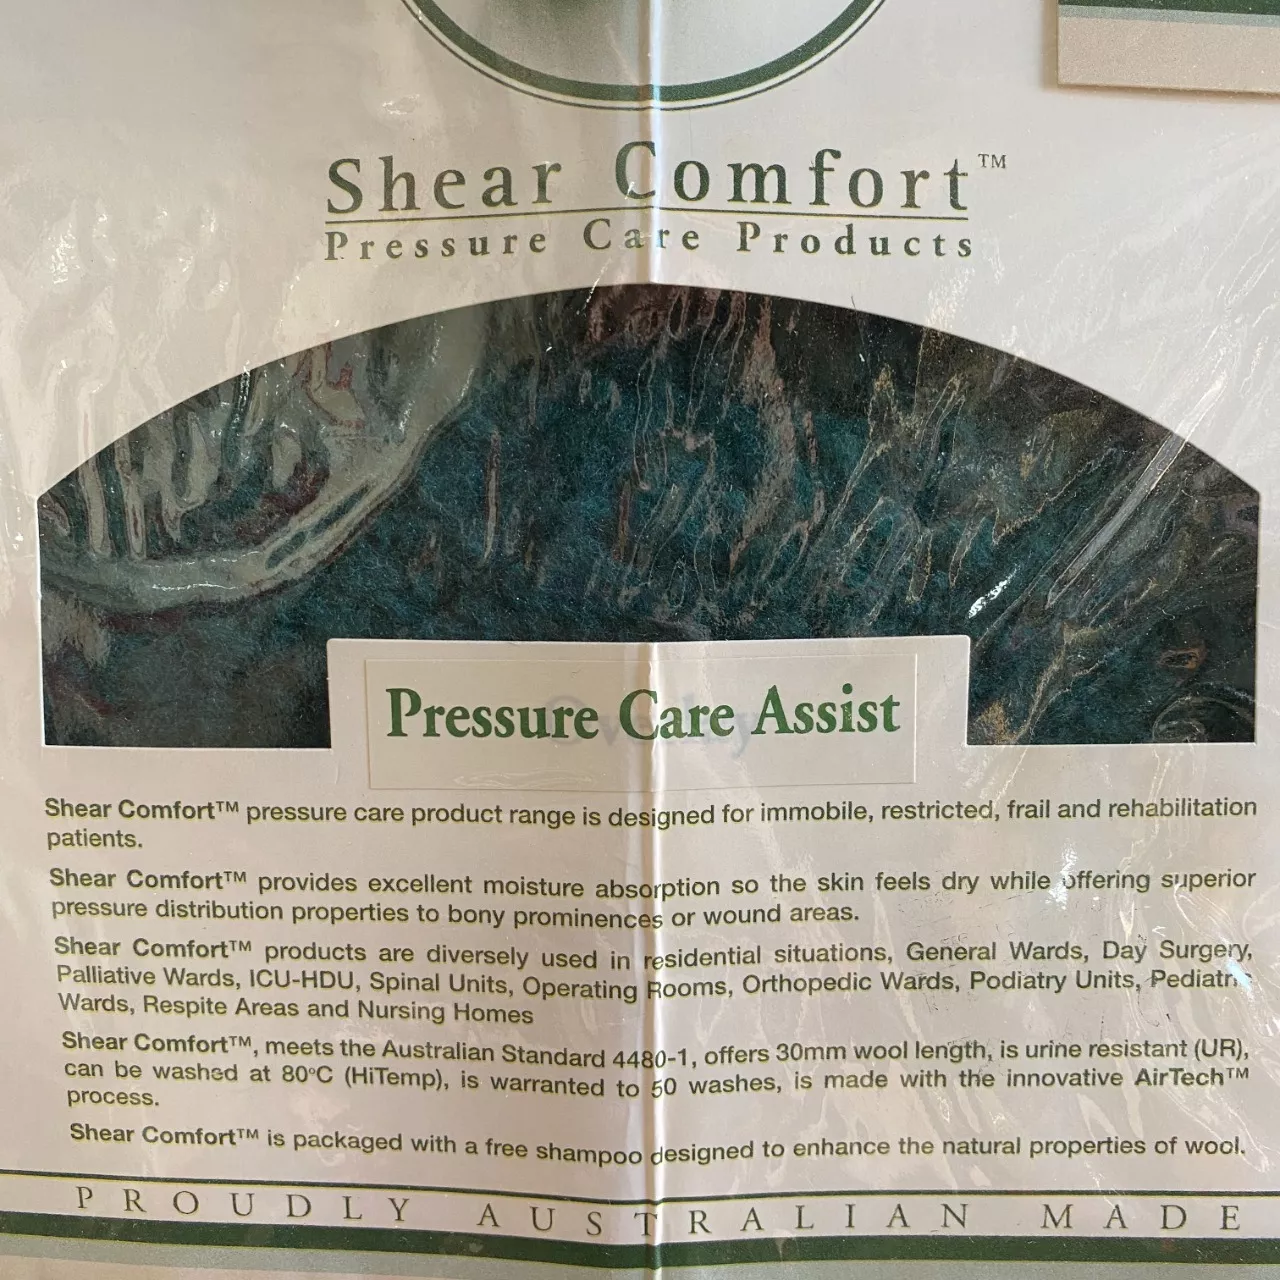 Shear Comfort™
Pressure Care Products
Pressure Care Assist
Shear Comfort™ pressure care product range is designed for immobile, restricted, frail and rehabilitation
patients.
Shear Comfort™ provides excellent moisture absorption so the skin feels dry while offering superior
pressure distribution properties to bony prominences or wound areas.
Shear Comfort™ products are diversely used in residential situations, General Wards, Day Surgery,
Palliative Wards, ICU-HDU, Spinal Units, Operating Rooms, Orthopedic Wards, Podiatry Units, Pediatric
Wards, Respite Areas and Nursing Homes
Shear Comfort™, meets the Australian Standard 4480-1, offers 30mm wool length, is urine resistant (UR),
can be washed at 80°C (HiTemp), is warranted to 50 washes, is made with the innovative AirTech™
process.
Shear Comfort™ is packaged with a free shampoo designed to enhance the natural properties of wool.
PROUDLY AUSTRALIAN MADE